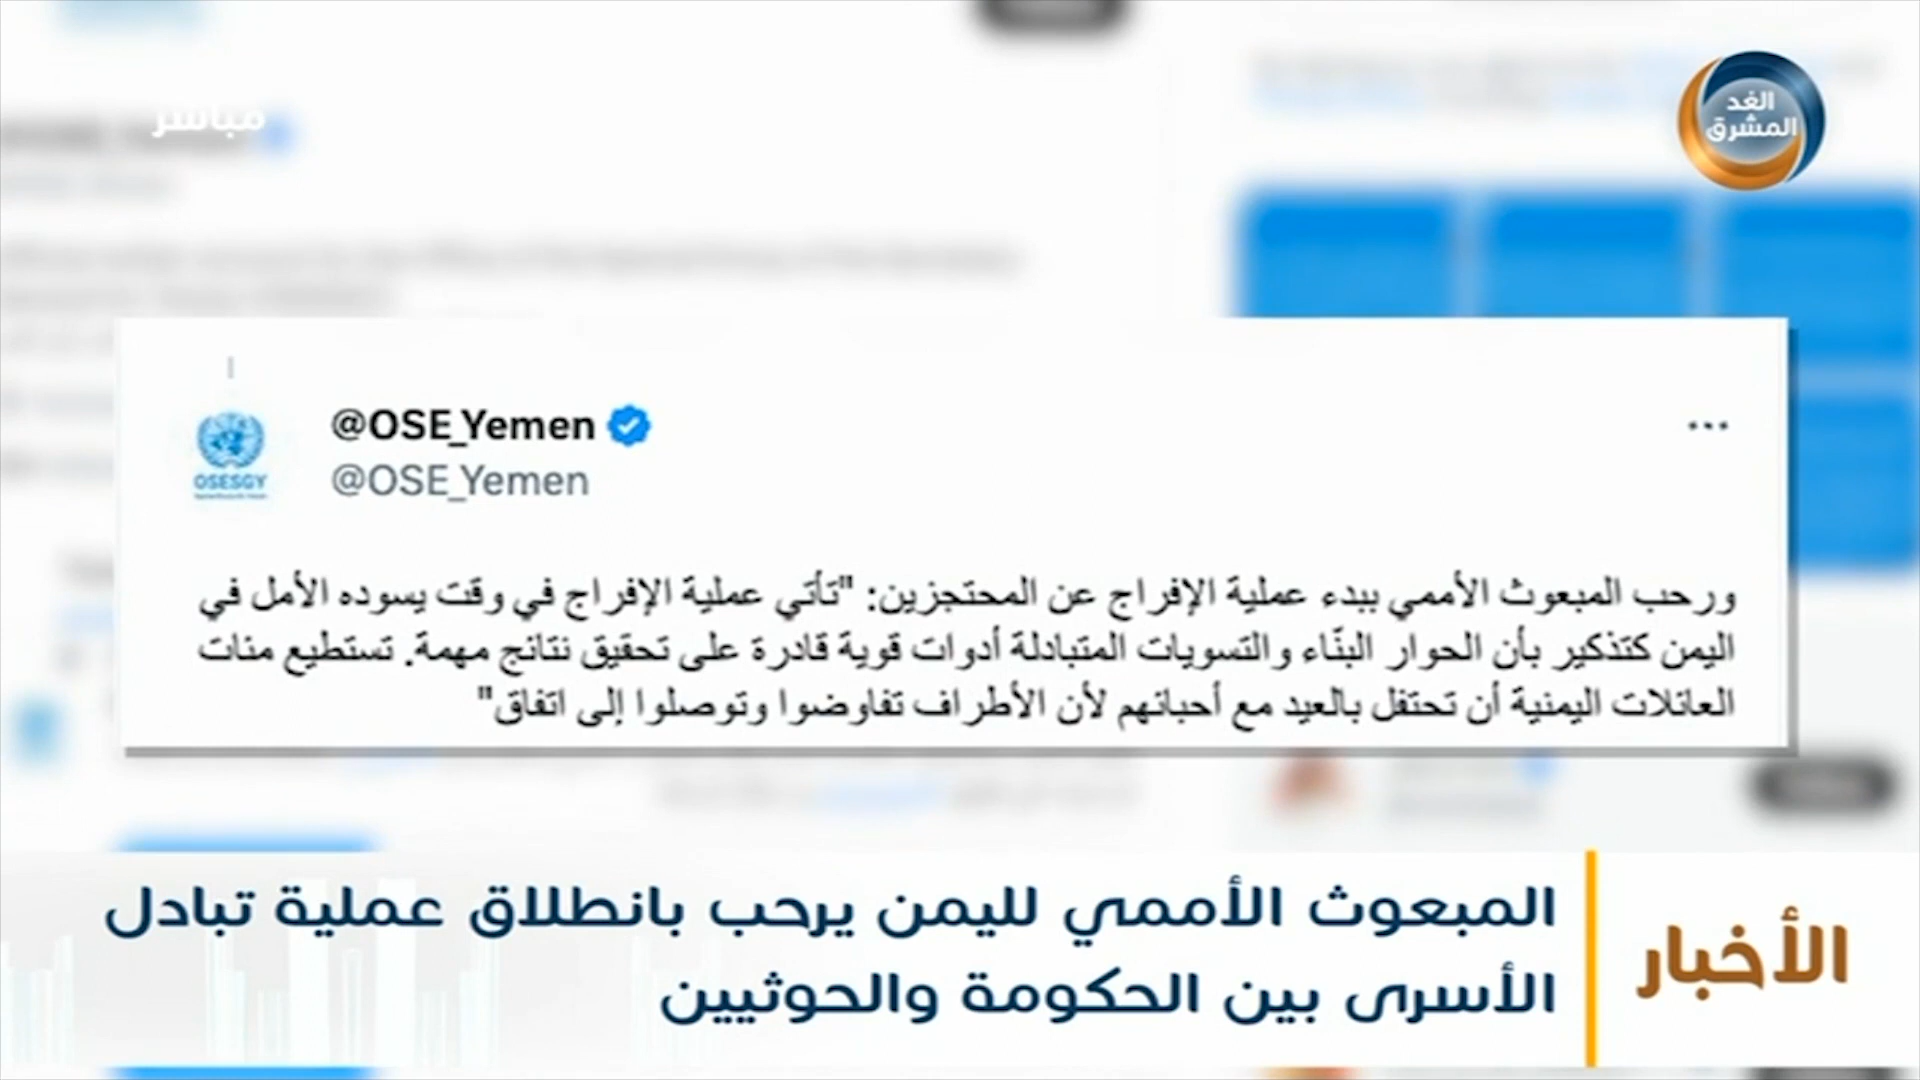 مباشر
الغد
المشرق
@OSE_Yemen
@OSE_Yemen
OSESGY
ورحب المبعوث الأممي ببدء عملية الإفراج عن المحتجزين: "تأتي عملية الإفراج في وقت يسوده الأمل في
اليمن كتذكير بأن الحوار البنّاء والتسويات المتبادلة أدوات قوية قادرة على تحقيق نتائج مهمة. تستطيع مئات
العائلات اليمنية أن تحتفل بالعيد مع أحبائهم لأن الأطراف تفاوضوا وتوصلوا إلى اتفاق"
الأخبار
المبعوث الأممي لليمن يرحب بانطلاق عملية تبادل
الأسرى بين الحكومة والحوثيين